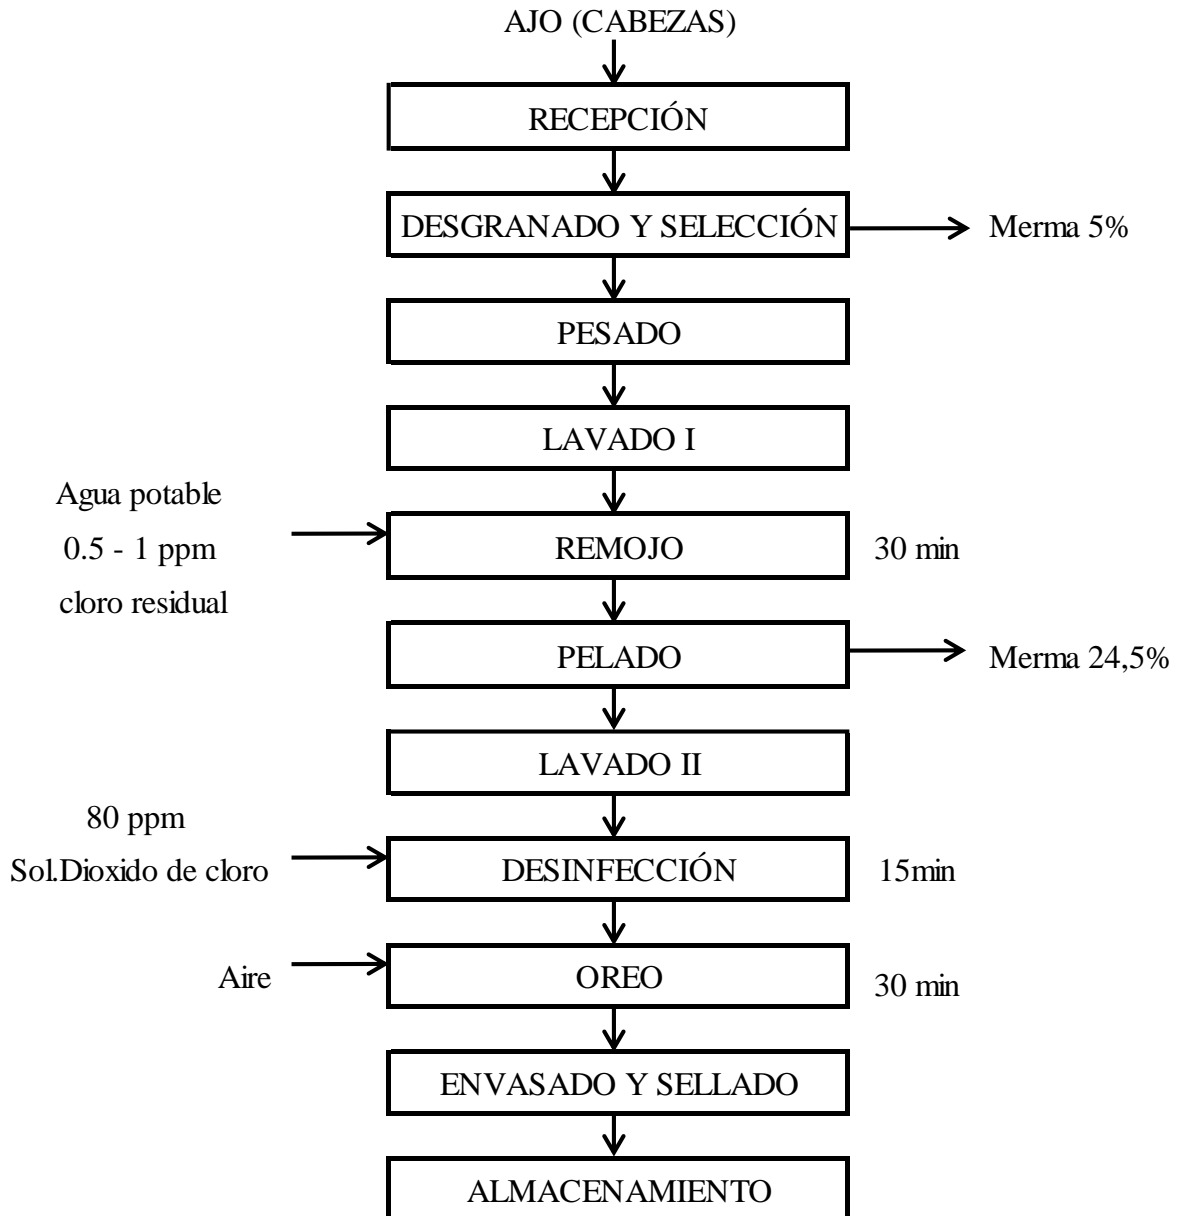 AJO (CABEZAS)
RECEPCIÓN
DESGRANADO Y SELECCIÓN
Merma 5%
PESADO
LAVADO I
Agua potable
0.5 - 1 ppm
cloro residual
REMOJO
30 min
PELADO
Merma 24,5%
LAVADO II
80 ppm
Sol.Dioxido de cloro
DESINFECCIÓN
15min
Aire
OREO
30 min
ENVASADO Y SELLADO
ALMACENAMIENTO